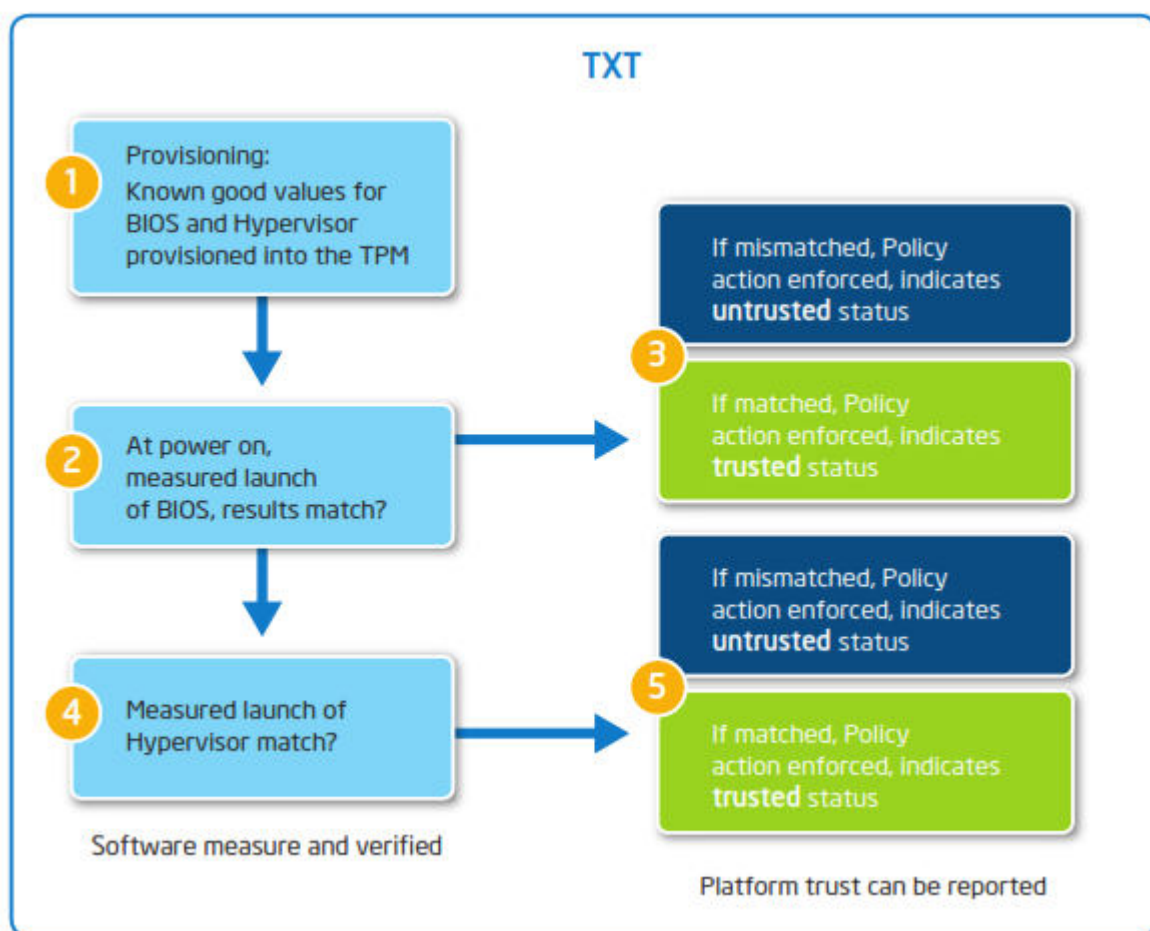 TXT
1
Provisioning:
Known good values for
BIOS and Hypervisor
provisioned into the TPM
2
At power on,
measured launch
of BIOS, results match?
3
If mismatched, Policy
action enforced, indicates
untrusted status
If matched, Policy
action enforced, indicates
trusted status
4
Measured launch of
Hypervisor match?
5
If mismatched, Policy
action enforced, indicates
untrusted status
If matched, Policy
action enforced, indicates
trusted status
Software measure and verified
Platform trust can be reported